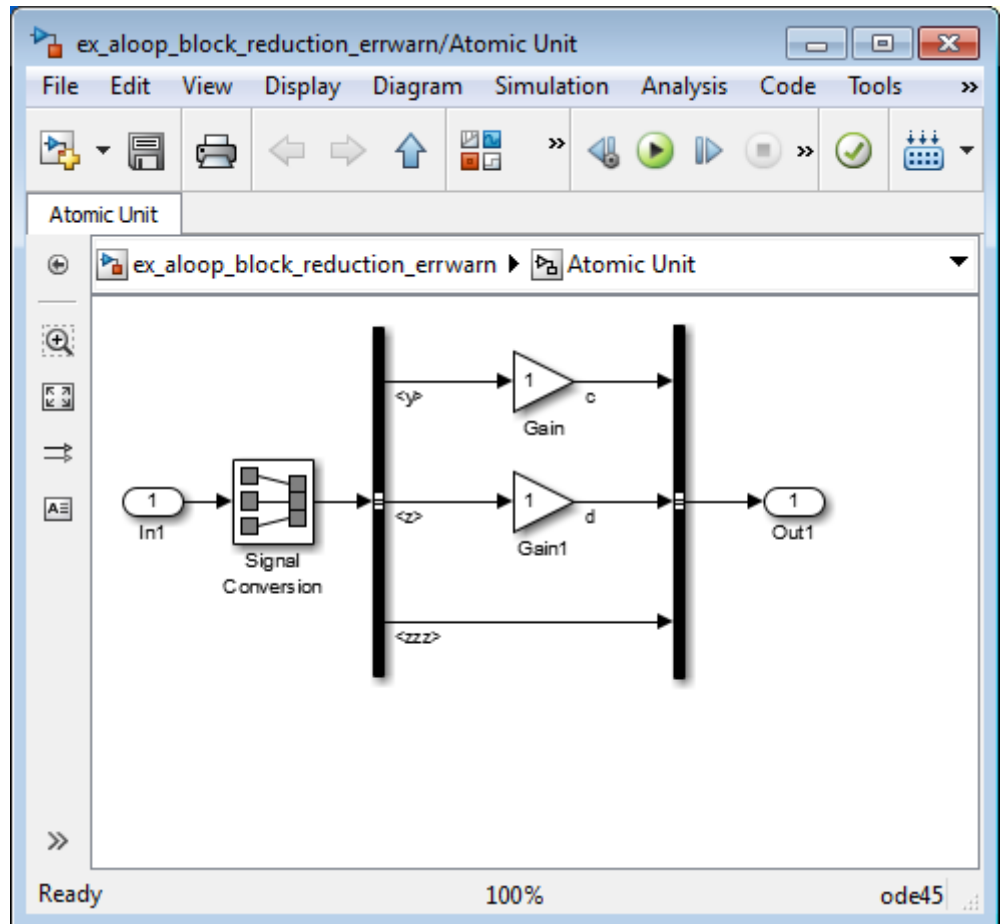 ex_aloop_block_reduction_errwarn/Atomic Unit
File Edit View Display Diagram Simulation Analysis Code Tools »
» »
Atomic Unit
ex_aloop_block_reduction_errwarn Atomic Unit
A
1
<y>
c
Gain
1
In1
1
<z>
d
Gain1
1
Out1
Signal
Conversion
<zzz>
»
Ready 100% ode45